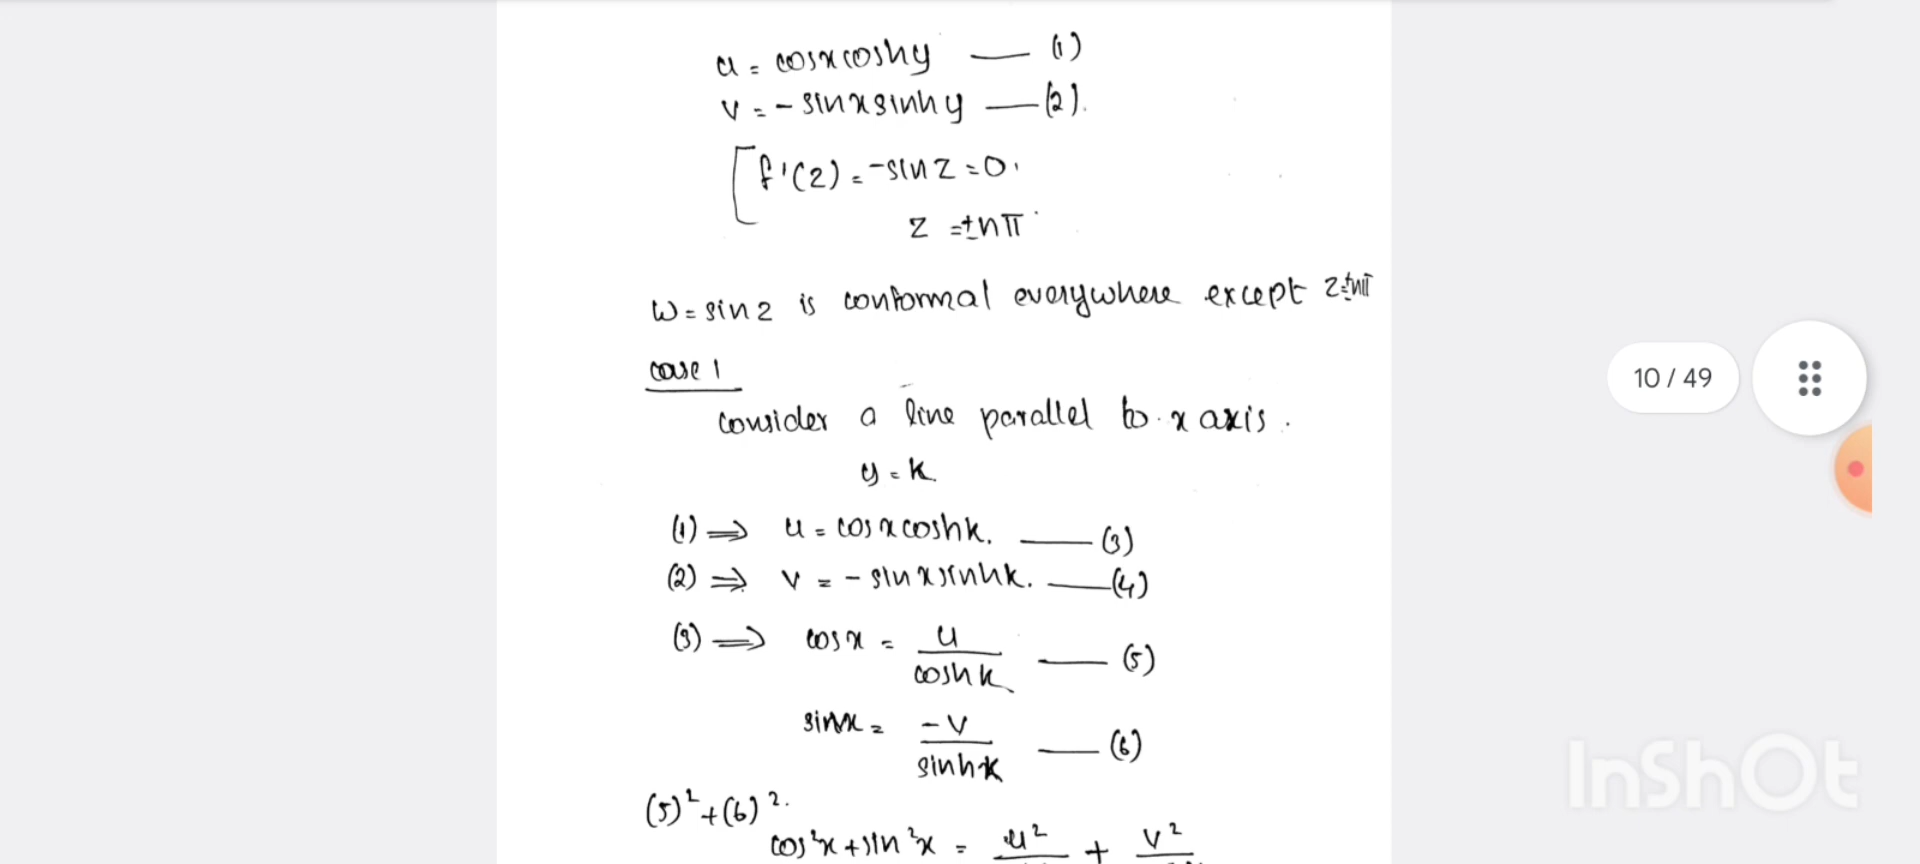 u = cosx coshy — (1)
v = - sinx sinhy — (2).
[f'(z) = -sin z = 0.
z = ±nπ
W = sin z is conformal everywhere except z=±nπ
case 1
consider a line parallel to x axis.
y = k.
(1) ⟹ u = cosx coshk. — (3)
(2) ⟹ v = - sinx sinhk. — (4)
(3) ⟹ cosx = u / coshk — (5)
sinx = -v / sinhk — (6)
(5)² + (6)².
cos²x + sin²x = u² + v²
10 / 49
InShOt